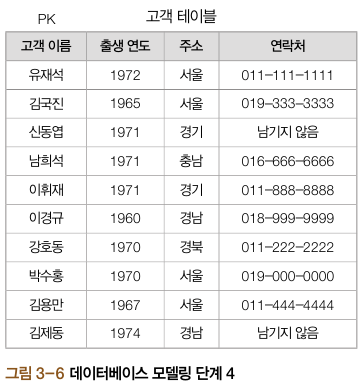 PK 고객 테이블
고객 이름 출생 연도 주소 연락처
유재석 1972 서울 011-111-1111
김국진 1965 서울 019-333-3333
신동엽 1971 경기 남기지 않음
남희석 1971 충남 016-666-6666
이휘재 1971 경기 011-888-8888
이경규 1960 경남 018-999-9999
강호동 1970 경북 011-222-2222
박수홍 1970 서울 019-000-0000
김용만 1967 서울 011-444-4444
김제동 1974 경남 남기지 않음
그림 3-6 데이터베이스 모델링 단계 4